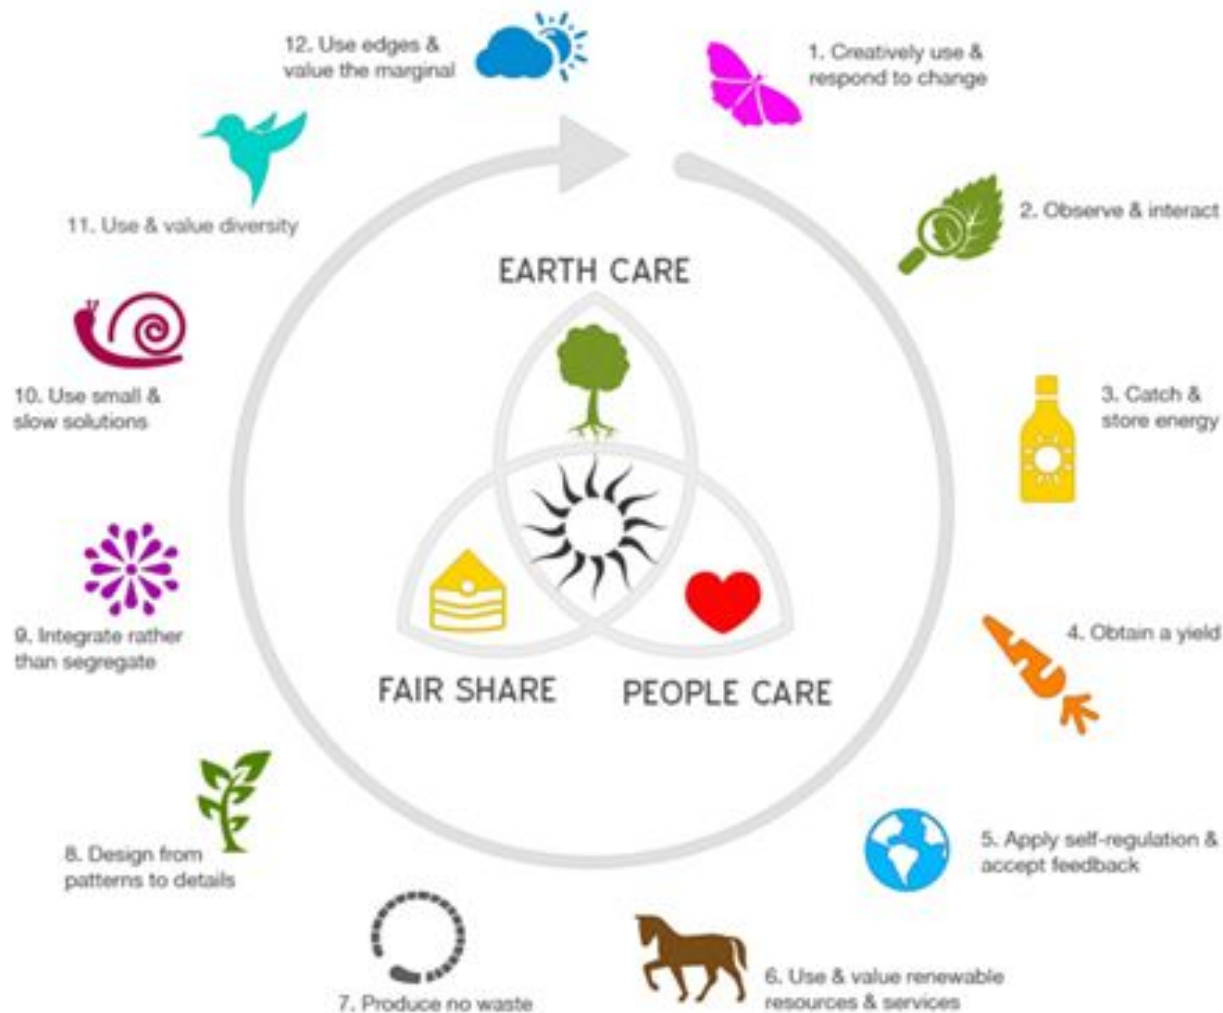 12. Use edges &
value the marginal
1. Creatively use &
respond to change
2. Observe & interact
11. Use & value diversity
EARTH CARE
3. Catch &
store energy
10. Use small &
slow solutions
4. Obtain a yield
9. Integrate rather
than segregate
FAIR SHARE
PEOPLE CARE
5. Apply self-regulation &
accept feedback
8. Design from
patterns to details
6. Use & value renewable
resources & services
7. Produce no waste